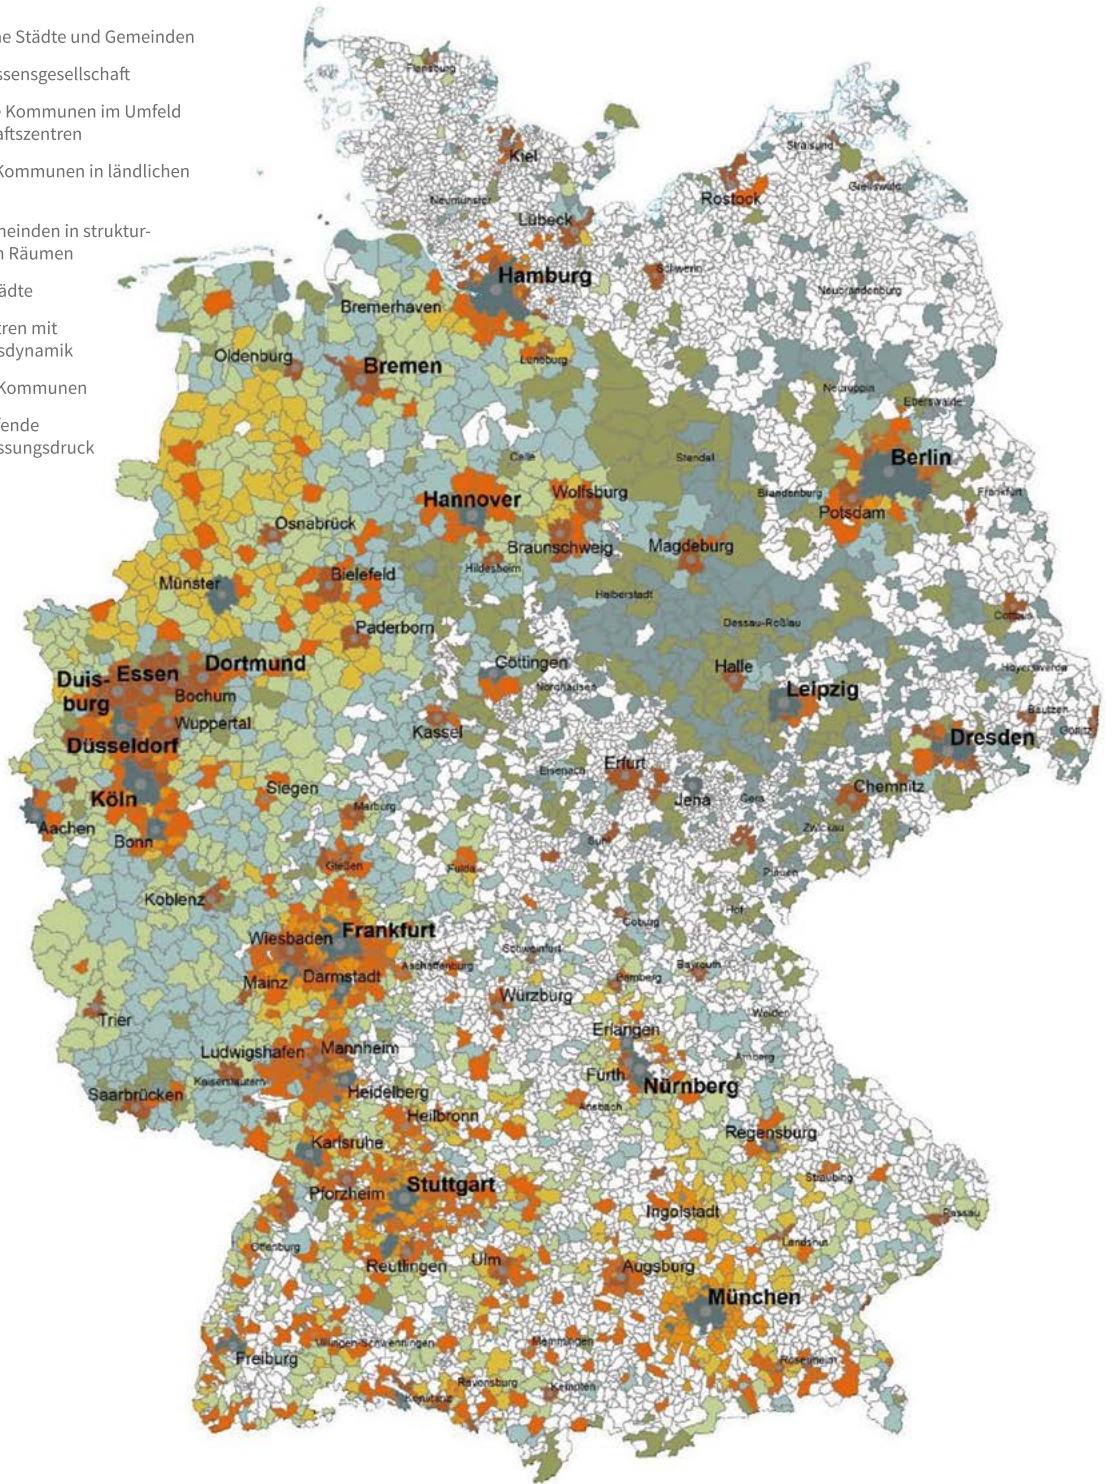 ne Städte und Gemeinden
ssensgesellschaft
e Kommunen im Umfeld
aftszentren
Kommunen in ländlichen
neinden in struktur-
n Räumen
ädte
tren mit
sdynamik
Kommunen
fende
ssungsdruck
Flensburg
Kiel
Stralsund
Greifswald
Rostock
Neumünster
Lübeck
Schwerin
Hamburg
Neubrandenburg
Bremerhaven
Oldenburg
Lüneburg
Bremen
Neuruppin
Eberswalde
Celle
Stendal
Berlin
Hannover
Wolfsburg
Brandenburg
Frankfurt
Potsdam
Osnabrück
Braunschweig
Magdeburg
Hildesheim
Bielefeld
Münster
Halberstadt
Cottbus
Dessau-Roßlau
Paderborn
Dortmund
Göttingen
Halle
Hoyerswerda
Essen
Duis-
burg
Bochum
Nordhausen
Leipzig
Bautzen
Wuppertal
Kassel
Görlitz
Dresden
Düsseldorf
Erfurt
Eisenach
Siegen
Chemnitz
Köln
Jena
Gera
Marburg
Aachen
Zwickau
Bonn
Suhl
Gießen
Fulda
Plauen
Koblenz
Hof
Coburg
Frankfurt
Wiesbaden
Schweinfurt
Aschaffenburg
Bayreuth
Mainz
Darmstadt
Bamberg
Würzburg
Trier
Weiden
Erlangen
Ludwigshafen
Mannheim
Amberg
Fürth
Nürnberg
Kaiserslautern
Saarbrücken
Heidelberg
Ansbach
Heilbronn
Regensburg
Karlsruhe
Stuttgart
Pforzheim
Straubing
Ingolstadt
Passau
Offenburg
Landshut
Reutlingen
Ulm
Augsburg
München
Villingen-Schwenningen
Memmingen
Freiburg
Rosenheim
Ravensburg
Kempten
Konstanz